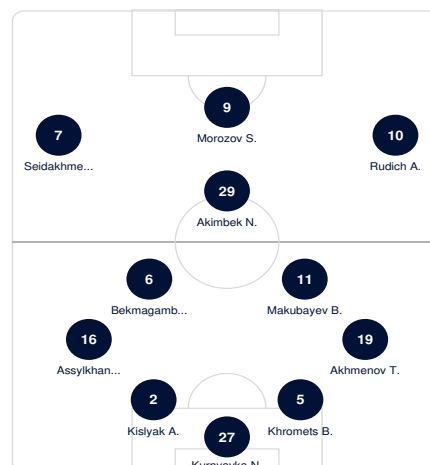 9
Morozov S.
7
Seidakhme...
10
Rudich A.
29
Akimbek N.
6
Bekmagamb...
11
Makubayev B.
16
Assylkhan...
19
Akhmenov T.
2
Kislyak A.
5
Khromets B.
27